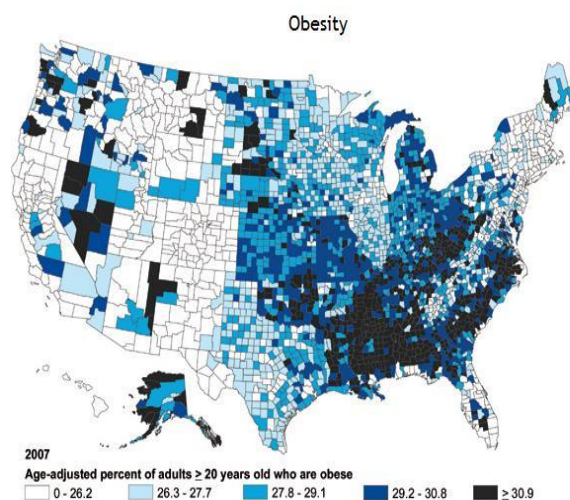 Obesity
2007
Age-adjusted percent of adults ≥ 20 years old who are obese
0 - 26.2 26.3 - 27.7 27.8 - 29.1 29.2 - 30.8 ≥ 30.9